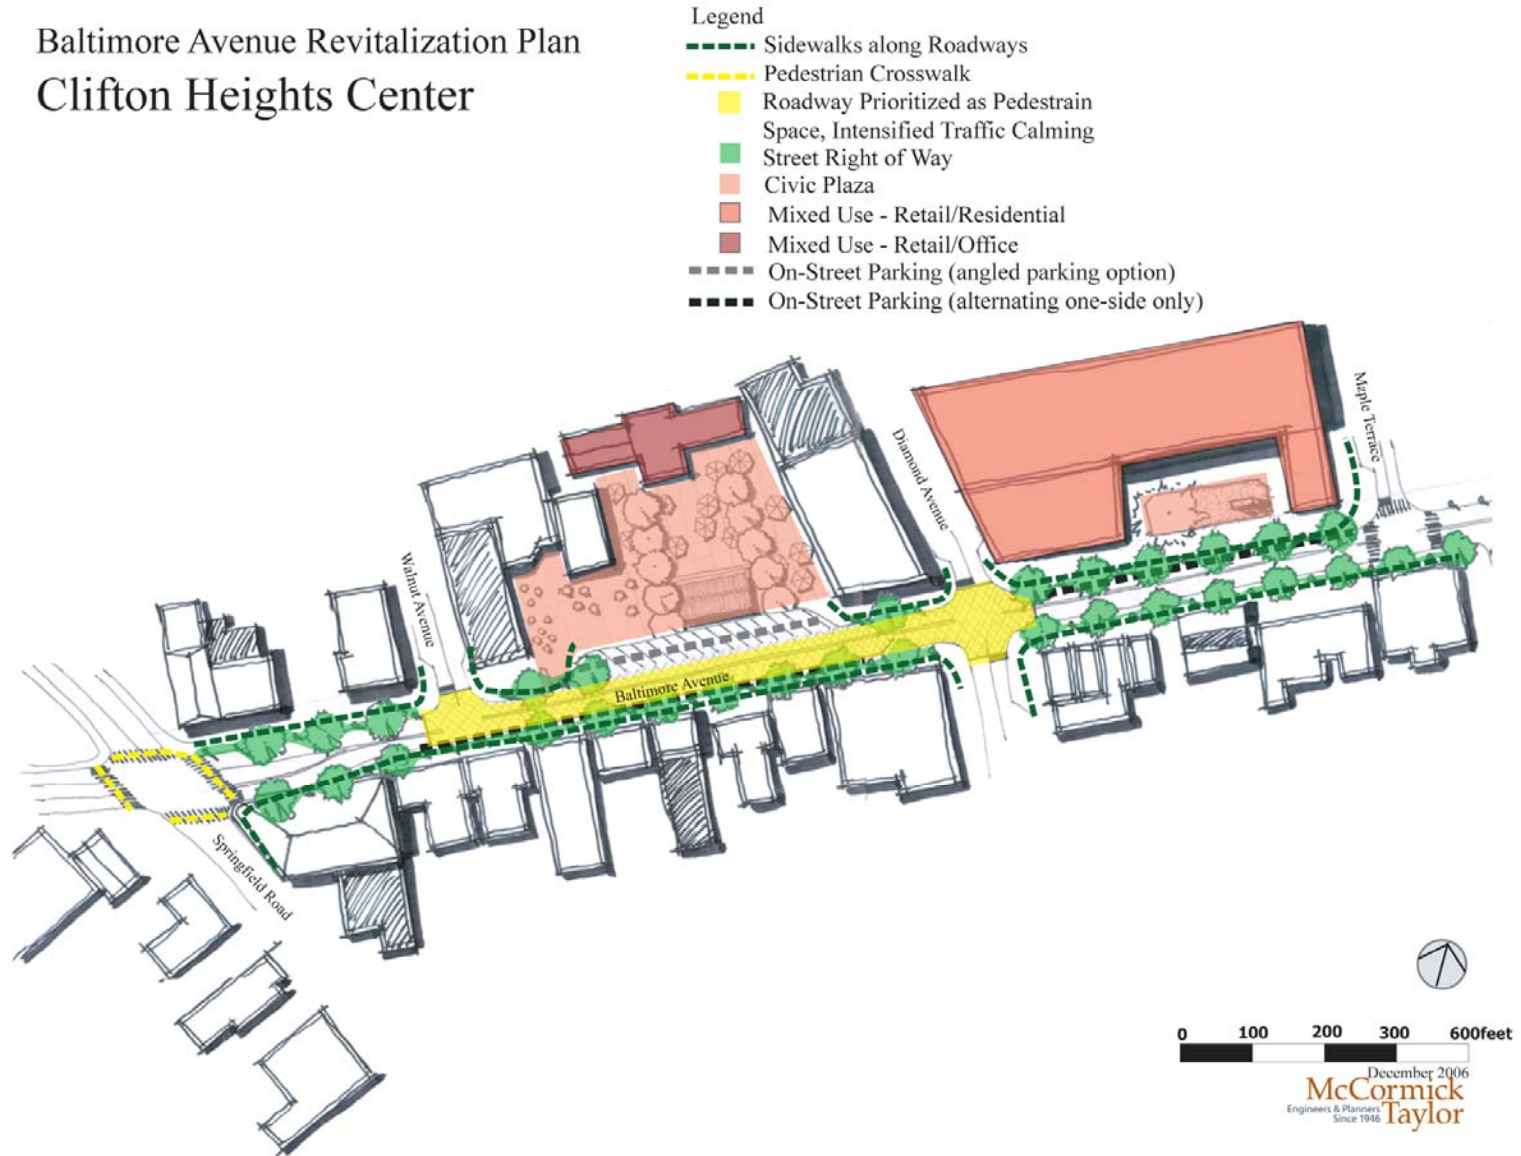 Baltimore Avenue Revitalization Plan
Clifton Heights Center
Legend
Sidewalks along Roadways
Pedestrian Crosswalk
Roadway Prioritized as Pedestrain
Space, Intensified Traffic Calming
Street Right of Way
Civic Plaza
Mixed Use - Retail/Residential
Mixed Use - Retail/Office
On-Street Parking (angled parking option)
On-Street Parking (alternating one-side only)
Maple Terrace
Diamond Avenue
Walnut Avenue
Baltimore Avenue
Springfield Road
0 100 200 300 600feet
December 2006
McCormick
Taylor
Engineers & Planners
Since 1946